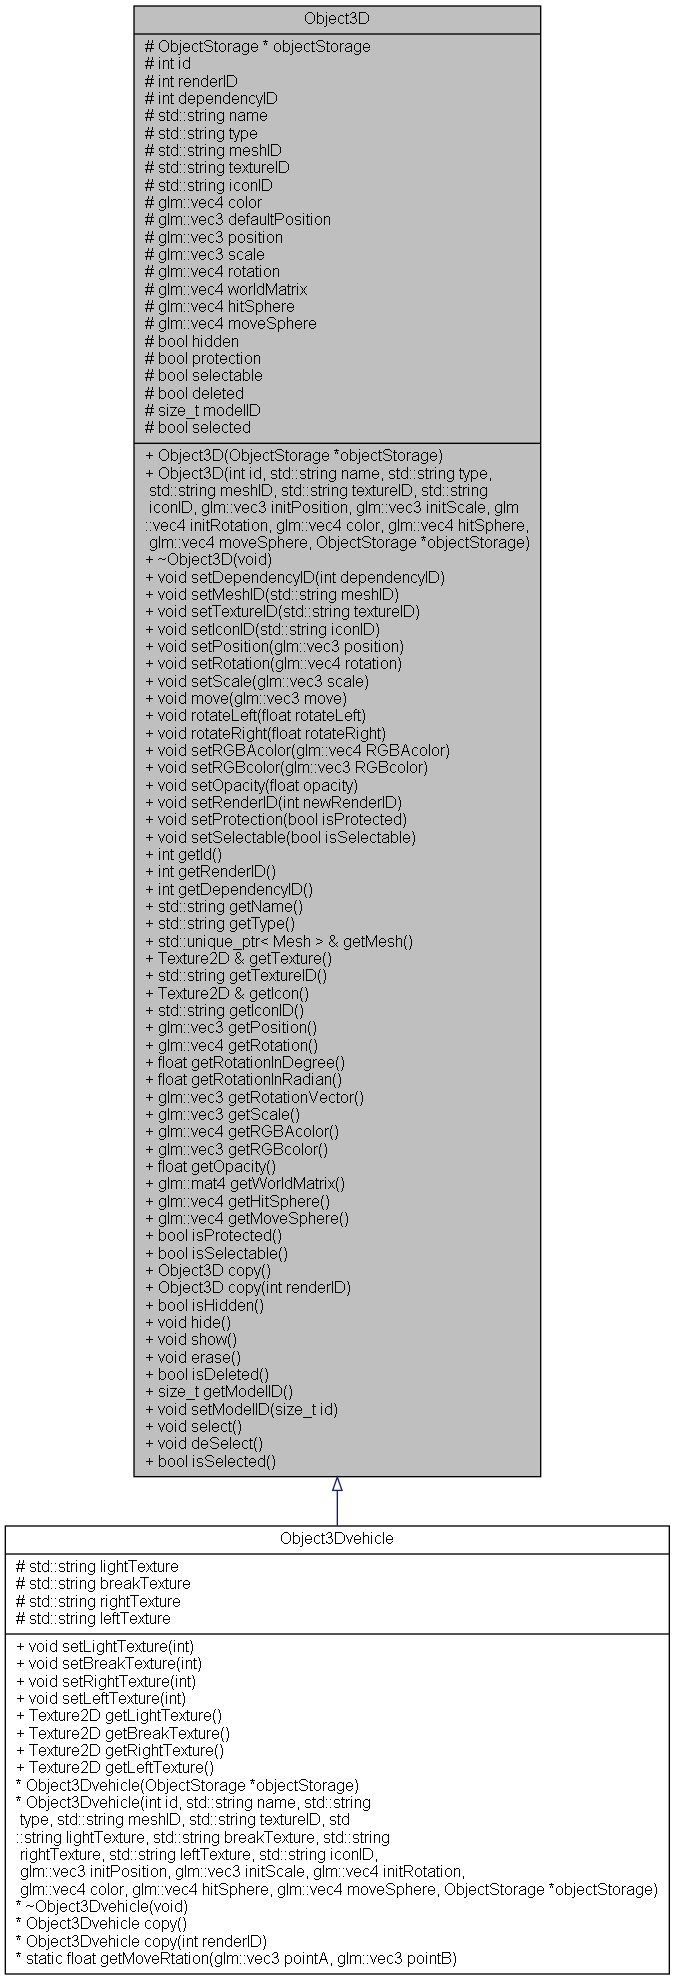 Object3D
# ObjectStorage * objectStorage
# int id
# int renderID
# int dependencyID
# std::string name
# std::string type
# std::string meshID
# std::string textureID
# std::string iconID
# glm::vec4 color
# glm::vec3 defaultPosition
# glm::vec3 position
# glm::vec3 scale
# glm::vec4 rotation
# glm::vec4 worldMatrix
# glm::vec4 hitSphere
# glm::vec4 moveSphere
# bool hidden
# bool protection
# bool selectable
# bool deleted
# size_t modelID
# bool selected
+ Object3D(ObjectStorage *objectStorage)
+ Object3D(int id, std::string name, std::string type,
std::string meshID, std::string textureID, std::string
iconID, glm::vec3 initPosition, glm::vec3 initScale, glm
::vec4 initRotation, glm::vec4 color, glm::vec4 hitSphere,
glm::vec4 moveSphere, ObjectStorage *objectStorage)
+ ~Object3D(void)
+ void setDependencyID(int dependencyID)
+ void setMeshID(std::string meshID)
+ void setTextureID(std::string textureID)
+ void setIconID(std::string iconID)
+ void setPosition(glm::vec3 position)
+ void setRotation(glm::vec4 rotation)
+ void setScale(glm::vec3 scale)
+ void move(glm::vec3 move)
+ void rotateLeft(float rotateLeft)
+ void rotateRight(float rotateRight)
+ void setRGBAcolor(glm::vec4 RGBAcolor)
+ void setRGBcolor(glm::vec3 RGBcolor)
+ void setOpacity(float opacity)
+ void setRenderID(int newRenderID)
+ void setProtection(bool isProtected)
+ void setSelectable(bool isSelectable)
+ int getId()
+ int getRenderID()
+ int getDependencyID()
+ std::string getName()
+ std::string getType()
+ std::unique_ptr< Mesh > & getMesh()
+ Texture2D & getTexture()
+ std::string getTextureID()
+ Texture2D & getIcon()
+ std::string getIconID()
+ glm::vec3 getPosition()
+ glm::vec4 getRotation()
+ float getRotationInDegree()
+ float getRotationInRadian()
+ glm::vec3 getRotationVector()
+ glm::vec3 getScale()
+ glm::vec4 getRGBAcolor()
+ glm::vec3 getRGBcolor()
+ float getOpacity()
+ glm::mat4 getWorldMatrix()
+ glm::vec4 getHitSphere()
+ glm::vec4 getMoveSphere()
+ bool isProtected()
+ bool isSelectable()
+ Object3D copy()
+ Object3D copy(int renderID)
+ bool isHidden()
+ void hide()
+ void show()
+ void erase()
+ bool isDeleted()
+ size_t getModelID()
+ void setModelID(size_t id)
+ void select()
+ void deSelect()
+ bool isSelected()
Object3Dvehicle
# std::string lightTexture
# std::string breakTexture
# std::string rightTexture
# std::string leftTexture
+ void setLightTexture(int)
+ void setBreakTexture(int)
+ void setRightTexture(int)
+ void setLeftTexture(int)
+ Texture2D getLightTexture()
+ Texture2D getBreakTexture()
+ Texture2D getRightTexture()
+ Texture2D getLeftTexture()
* Object3Dvehicle(ObjectStorage *objectStorage)
* Object3Dvehicle(int id, std::string name, std::string
type, std::string meshID, std::string textureID, std
::string lightTexture, std::string breakTexture, std::string
rightTexture, std::string leftTexture, std::string iconID,
glm::vec3 initPosition, glm::vec3 initScale, glm::vec4 initRotation,
glm::vec4 color, glm::vec4 hitSphere, glm::vec4 moveSphere, ObjectStorage *objectStorage)
* ~Object3Dvehicle(void)
* Object3Dvehicle copy()
* Object3Dvehicle copy(int renderID)
* static float getMoveRtation(glm::vec3 pointA, glm::vec3 pointB)